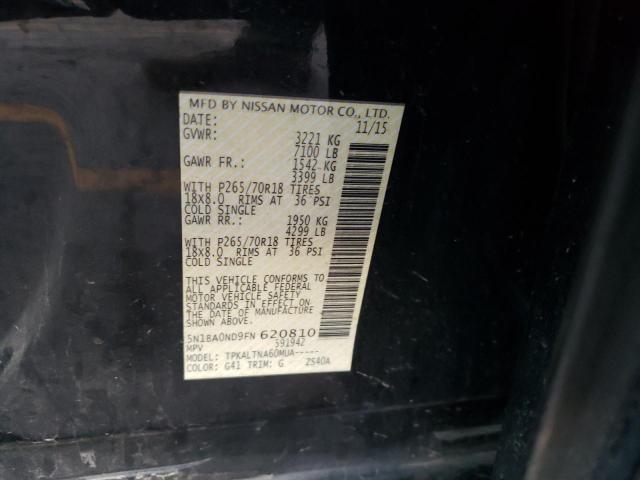 MFD BY NISSAN MOTOR CO., LTD.
DATE: 11/15
GVWR: 3221 KG
7100 LB
GAWR FR.: 1542 KG
3399 LB
WITH P265/70R18 TIRES
18X8.0 RIMS AT 36 PSI
COLD SINGLE
GAWR RR.: 1950 KG
4299 LB
WITH P265/70R18 TIRES
18X8.0 RIMS AT 36 PSI
COLD SINGLE
THIS VEHICLE CONFORMS TO
ALL APPLICABLE FEDERAL
MOTOR VEHICLE SAFETY
STANDARDS IN EFFECT ON
THE DATE OF MANUFACTURE
SHOWN ABOVE.
5N1BA0ND9FN 620810
MPV 591942
MODEL: TPKALTNA60MUA-----
COLOR: G41 TRIM: G ZS40A